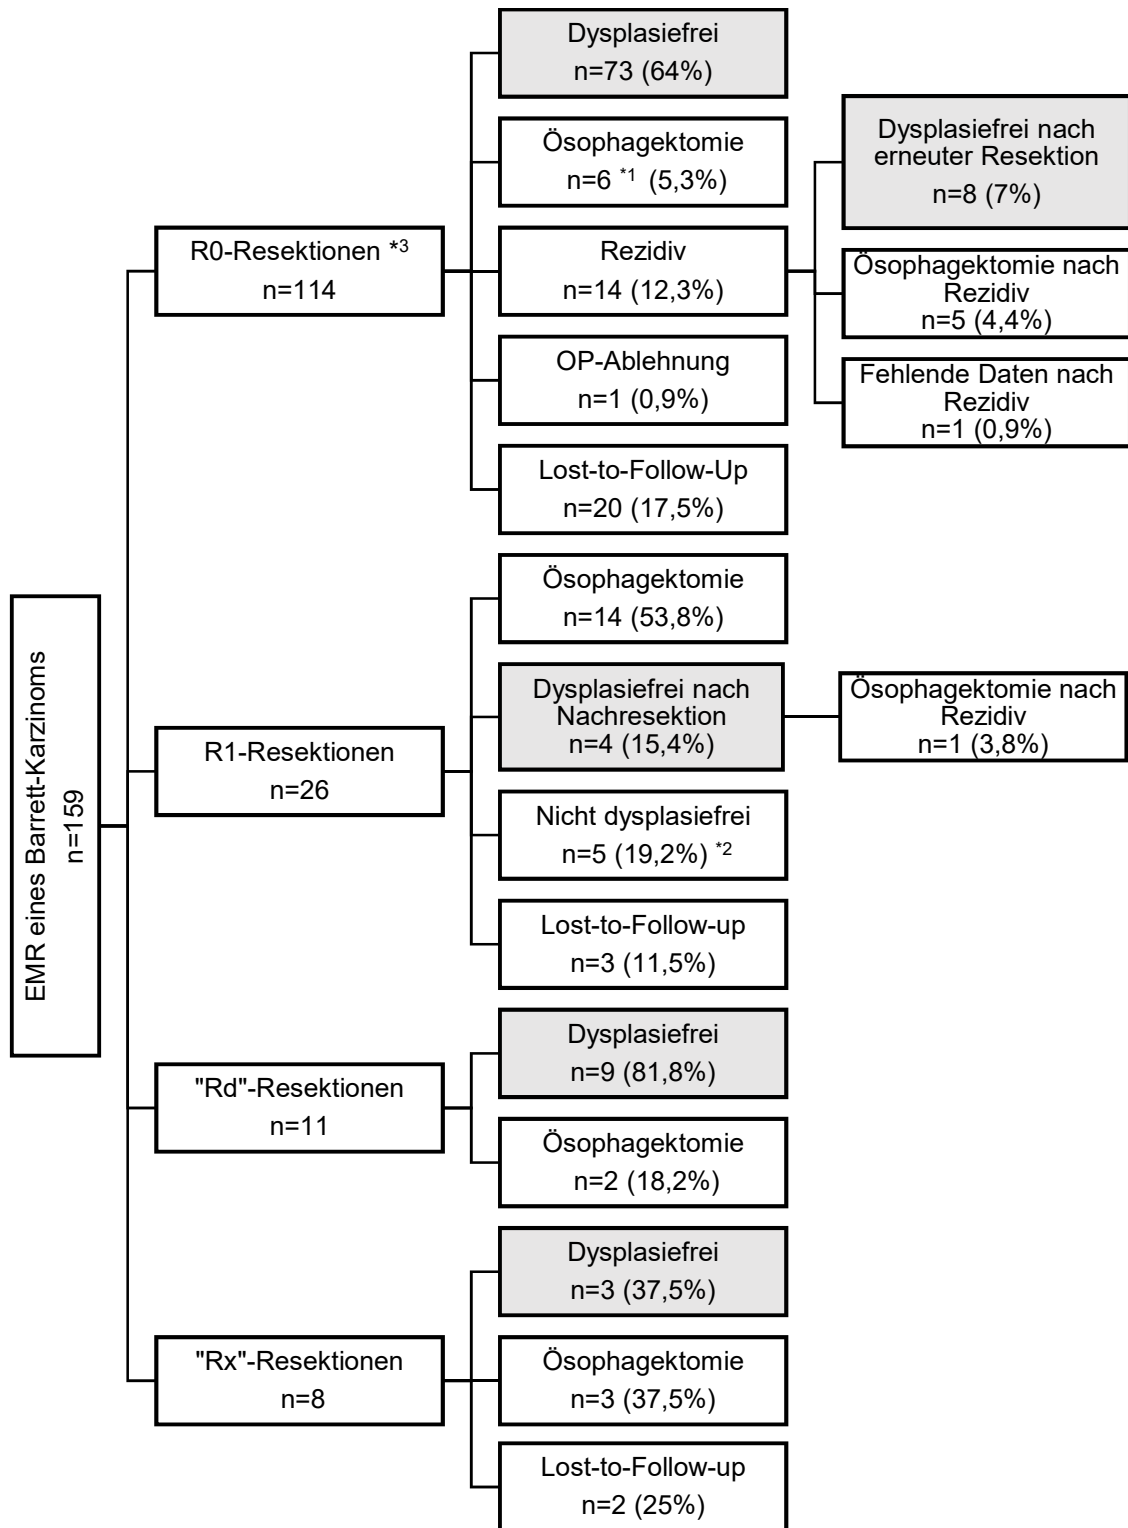 EMR eines Barrett-Karzinoms
n=159
R0-Resektionen *3
n=114
Dysplasiefrei
n=73 (64%)
Ösophagektomie
n=6 *1 (5,3%)
Rezidiv
n=14 (12,3%)
Dysplasiefrei nach
erneuter Resektion
n=8 (7%)
Ösophagektomie nach
Rezidiv
n=5 (4,4%)
Fehlende Daten nach
Rezidiv
n=1 (0,9%)
OP-Ablehnung
n=1 (0,9%)
Lost-to-Follow-Up
n=20 (17,5%)
R1-Resektionen
n=26
Ösophagektomie
n=14 (53,8%)
Dysplasiefrei nach
Nachresektion
n=4 (15,4%)
Ösophagektomie nach
Rezidiv
n=1 (3,8%)
Nicht dysplasiefrei
n=5 (19,2%) *2
Lost-to-Follow-up
n=3 (11,5%)
"Rd"-Resektionen
n=11
Dysplasiefrei
n=9 (81,8%)
Ösophagektomie
n=2 (18,2%)
"Rx"-Resektionen
n=8
Dysplasiefrei
n=3 (37,5%)
Ösophagektomie
n=3 (37,5%)
Lost-to-Follow-up
n=2 (25%)